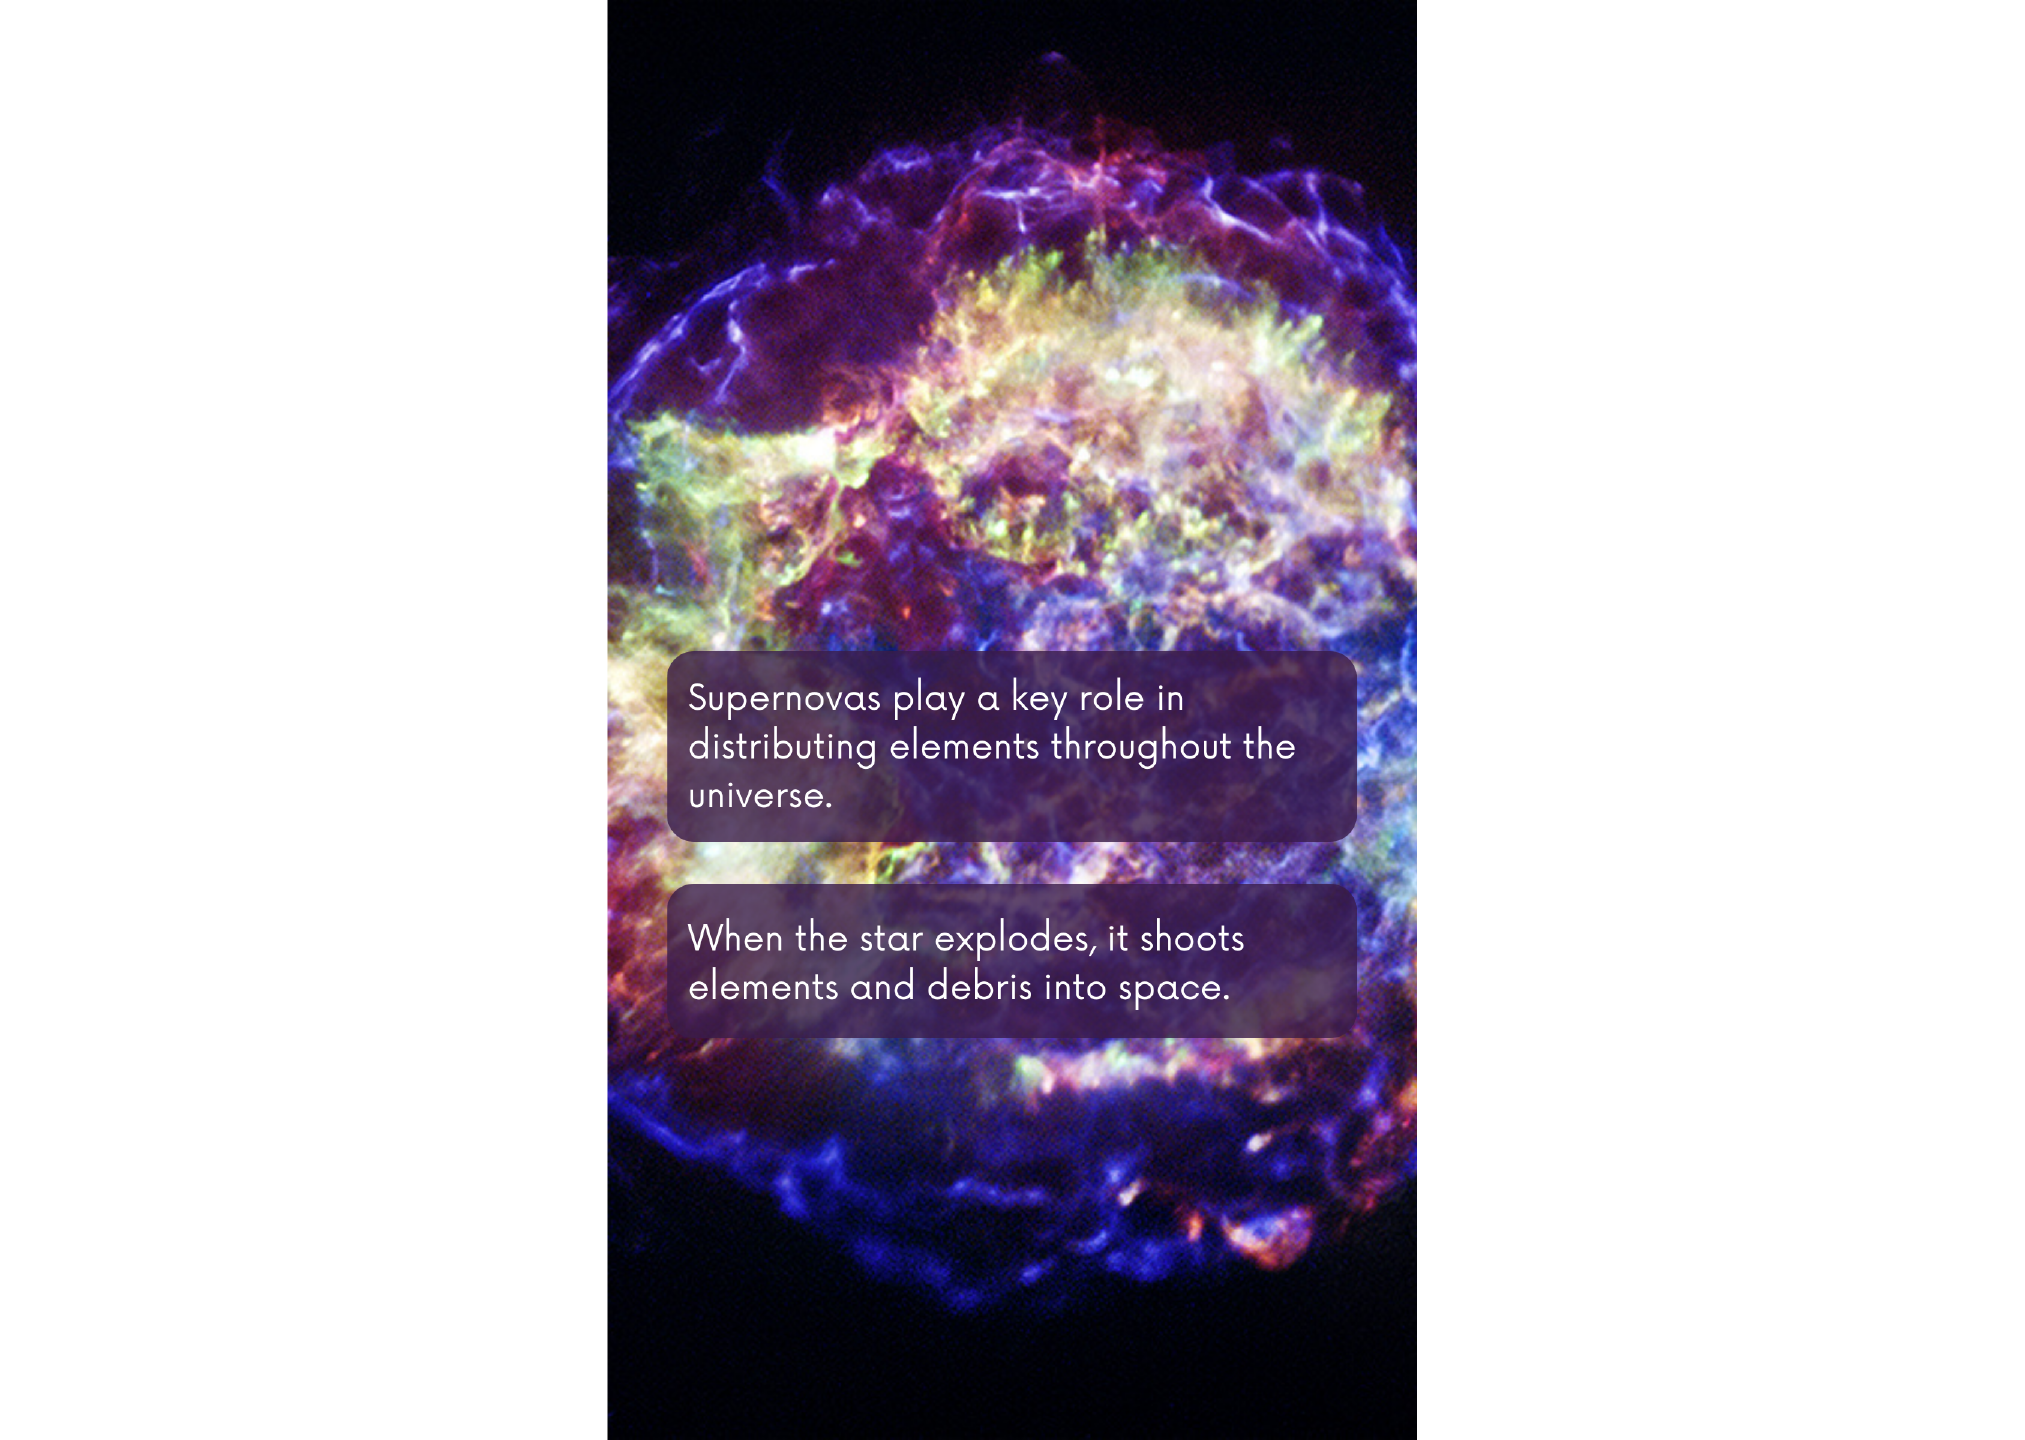 Supernovas play a key role in
distributing elements throughout the
universe.
When the star explodes, it shoots
elements and debris into space.